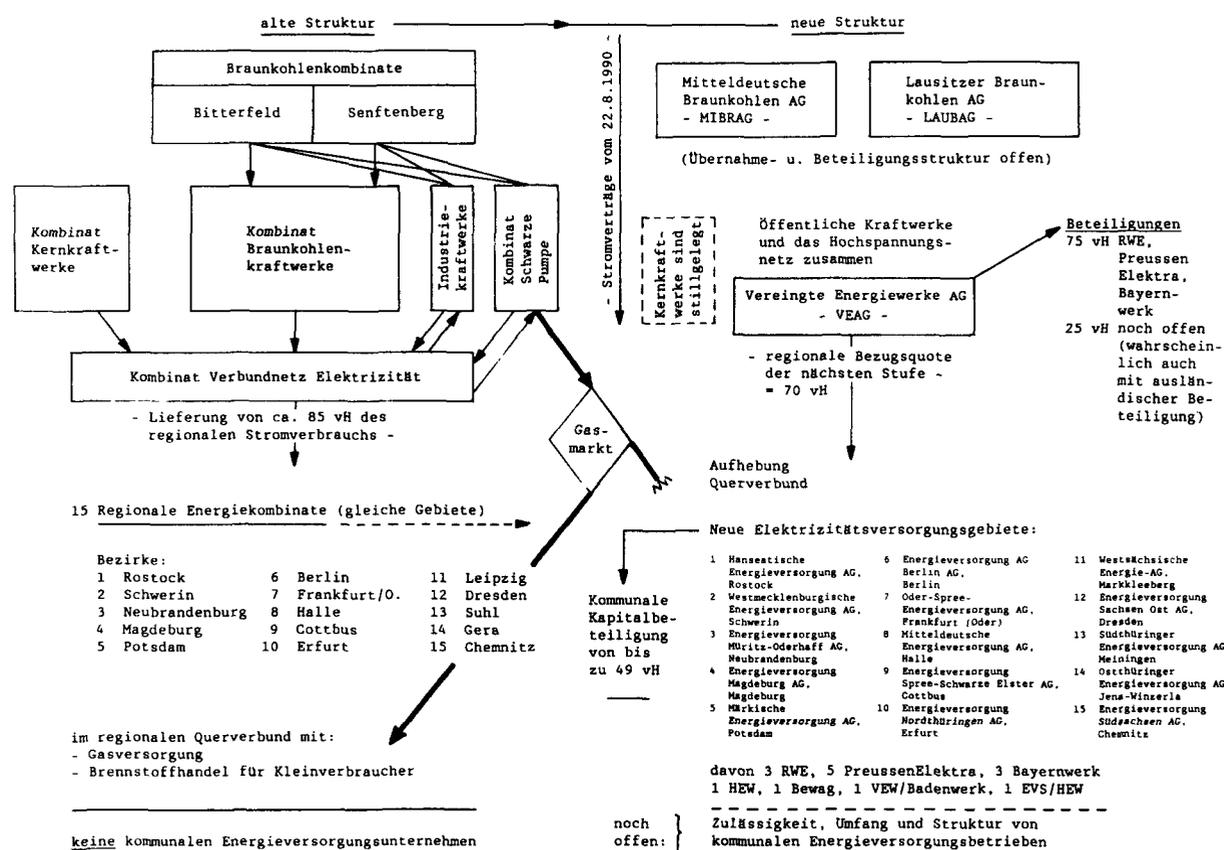 alte Struktur
neue Struktur
Braunkohlenkombinate
Bitterfeld
Senftenberg
Kombinat
Kernkraft-
werke
Kombinat
Braunkohlen-
kraftwerke
Industrie-
kraftwerke
Kombinat
Schwarze
Pumpe
Kombinat Verbundnetz Elektrizität
- Lieferung von ca. 85 vH des
regionalen Stromverbrauchs -
Gas-
markt
15 Regionale Energiekombinate (gleiche Gebiete)
Bezirke:
1 Rostock
2 Schwerin
3 Neubrandenburg
4 Magdeburg
5 Potsdam
6 Berlin
7 Frankfurt/O.
8 Halle
9 Cottbus
10 Erfurt
11 Leipzig
12 Dresden
13 Suhl
14 Gera
15 Chemnitz
im regionalen Querverbund mit:
- Gasversorgung
- Brennstoffhandel für Kleinverbraucher
keine kommunalen Energieversorgungsunternehmen
- Stromverträge vom 22.8.1990 -
Mitteldeutsche
Braunkohlen AG
- MIBRAG -
Lausitzer Braun-
kohlen AG
- LAUBAG -
(Übernahme- u. Beteiligungsstruktur offen)
Kernkraft-
werke sind
stillgelegt
Öffentliche Kraftwerke
und das Hochspannungs-
netz zusammen
Vereingte Energiewerke AG
- VEAG -
Beteiligungen
75 vH RWE,
Preussen
Elektra,
Bayern-
werk
25 vH noch offen
(wahrschein-
lich auch
mit auslän-
discher Be-
teiligung)
- regionale Bezugsquote
der nächsten Stufe ~
= 70 vH
Aufhebung
Querverbund
Neue Elektrizitätsversorgungsgebiete:
Kommunale
Kapitalbe-
teiligung
von bis
zu 49 vH
1 Hanseatische
Energieversorgung AG,
Rostock
2 Westmecklenburgische
Energieversorgung AG,
Schwerin
3 Energieversorgung
Müritz-Oderhaff AG,
Neubrandenburg
4 Energieversorgung
Magdeburg AG,
Magdeburg
5 Märkische
Energieversorgung AG,
Potsdam
6 Energieversorgung AG
Berlin AG,
Berlin
7 Oder-Spree-
Energieversorgung AG,
Frankfurt (Oder)
8 Mitteldeutsche
Energieversorgung AG,
Halle
9 Energieversorgung
Spree-Schwarze Elster AG,
Cottbus
10 Energieversorgung
Nordthüringen AG,
Erfurt
11 Westsächsische
Energie-AG,
Markkleeberg
12 Energieversorgung
Sachsen Ost AG,
Dresden
13 Südthüringer
Energieversorgung AG
Meiningen
14 Ostthüringer
Energieversorgung AG,
Jena-Winzerla
15 Energieversorgung
Südsachsen AG,
Chemnitz
davon 3 RWE, 5 PreussenElektra, 3 Bayernwerk
1 HEW, 1 Bewag, 1 VEW/Badenwerk, 1 EVS/HEW
noch
offen:
Zulässigkeit, Umfang und Struktur von
kommunalen Energieversorgungsbetrieben